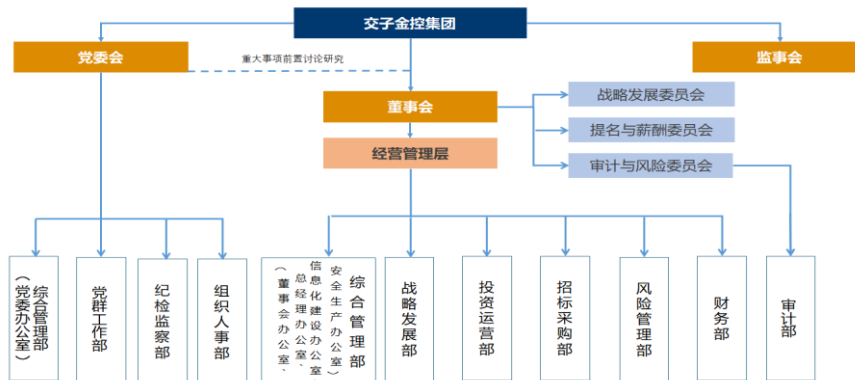 交子金控集团
党委会
监事会
重大事项前置讨论研究
董事会
战略发展委员会
提名与薪酬委员会
经营管理层
审计与风险委员会
综合管理部
（党委办公室）
党群工作部
纪检监察部
组织人事部
综合管理部
（董事会办公室、
总经理办公室、
信息化建设办公室、
安全生产办公室）
战略发展部
投资运营部
招标采购部
风险管理部
财务部
审计部